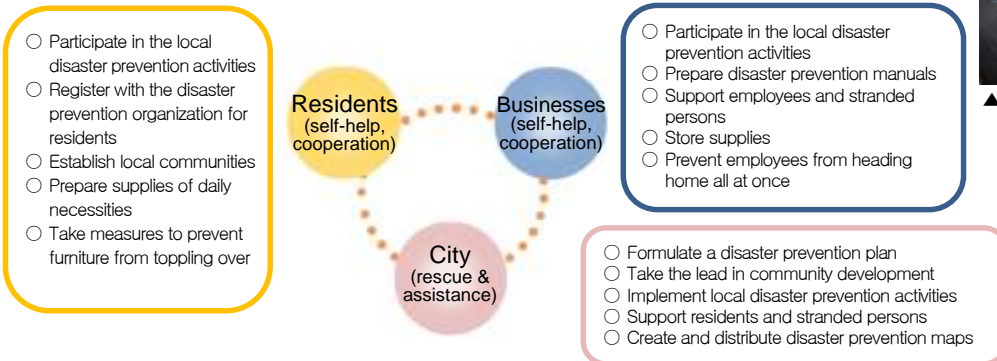 ○ Participate in the local
disaster prevention activities
○ Register with the disaster
prevention organization for
residents
○ Establish local communities
○ Prepare supplies of daily
necessities
○ Take measures to prevent
furniture from toppling over
Residents
(self-help,
cooperation)
Businesses
(self-help,
cooperation)
City
(rescue &
assistance)
○ Participate in the local disaster
prevention activities
○ Prepare disaster prevention manuals
○ Support employees and stranded
persons
○ Store supplies
○ Prevent employees from heading
home all at once
▲
○ Formulate a disaster prevention plan
○ Take the lead in community development
○ Implement local disaster prevention activities
○ Support residents and stranded persons
○ Create and distribute disaster prevention maps